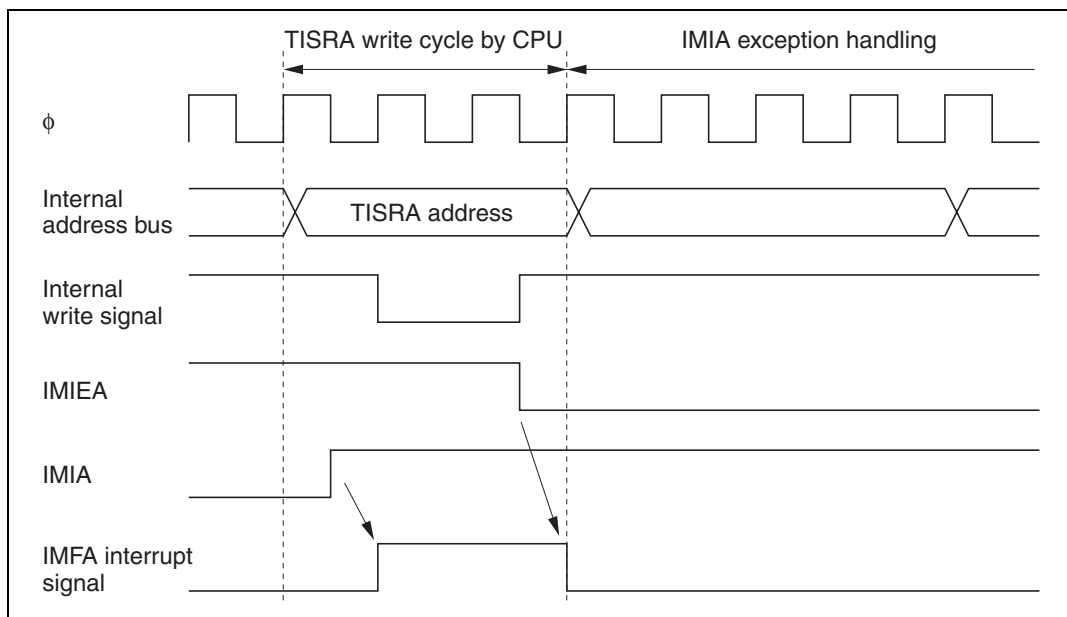 TISRA write cycle by CPU
IMIA exception handling
ϕ
Internal
address bus
TISRA address
Internal
write signal
IMIEA
IMIA
IMFA interrupt
signal